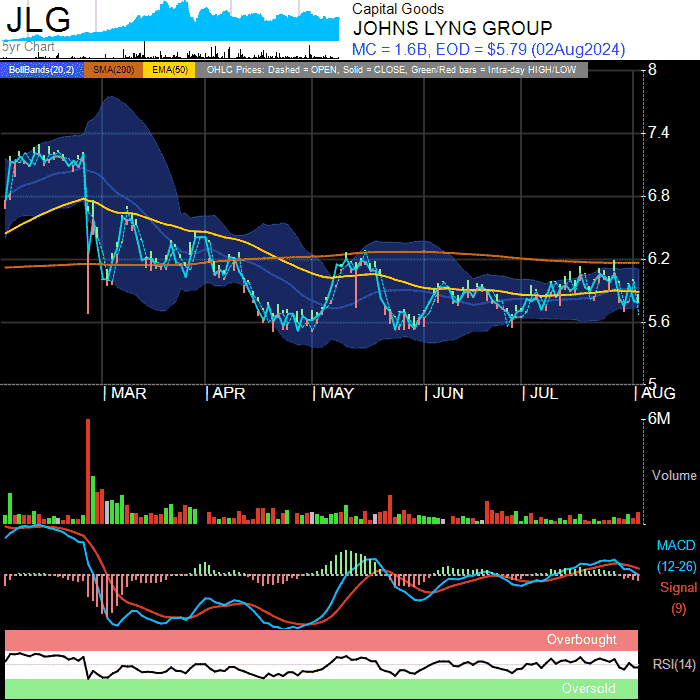 JLG
5yr Chart
Capital Goods
JOHNS LYNG GROUP
MC = 1.6B, EOD = $5.79 (02Aug2024)
BollBands(20,2) SMA(200) EMA(50) OHLC Prices: Dashed = OPEN, Solid = CLOSE, Green/Red bars = Intra-day HIGH/LOW
8
7.4
6.8
6.2
5.6
5
MAR APR MAY JUN JUL AUG
6M
Volume
MACD
(12-26)
Signal
(9)
Overbought
RSI(14)
Oversold